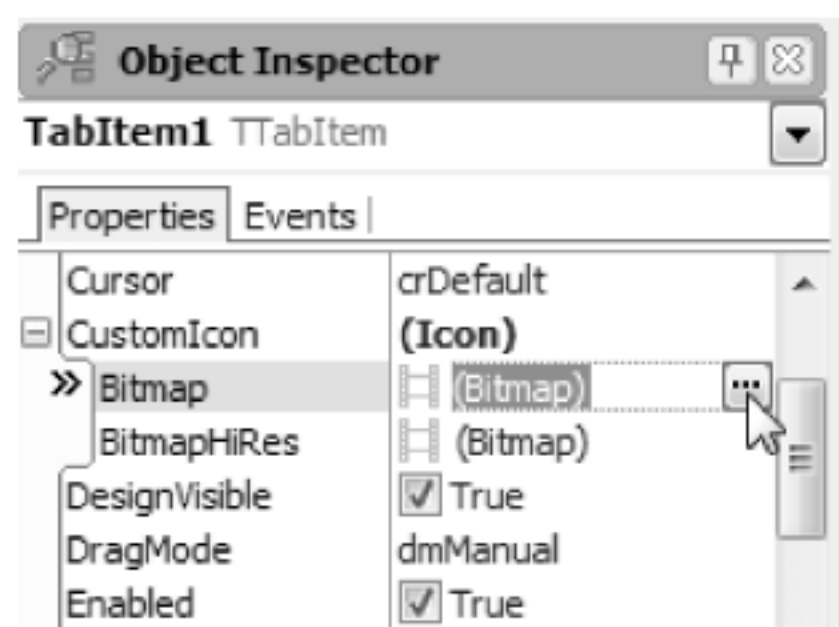 Object Inspector
TabItem1 TTabItem
Properties Events
Cursor crDefault
CustomIcon (Icon)
Bitmap (Bitmap)
BitmapHiRes (Bitmap)
DesignVisible True
DragMode dmManual
Enabled True